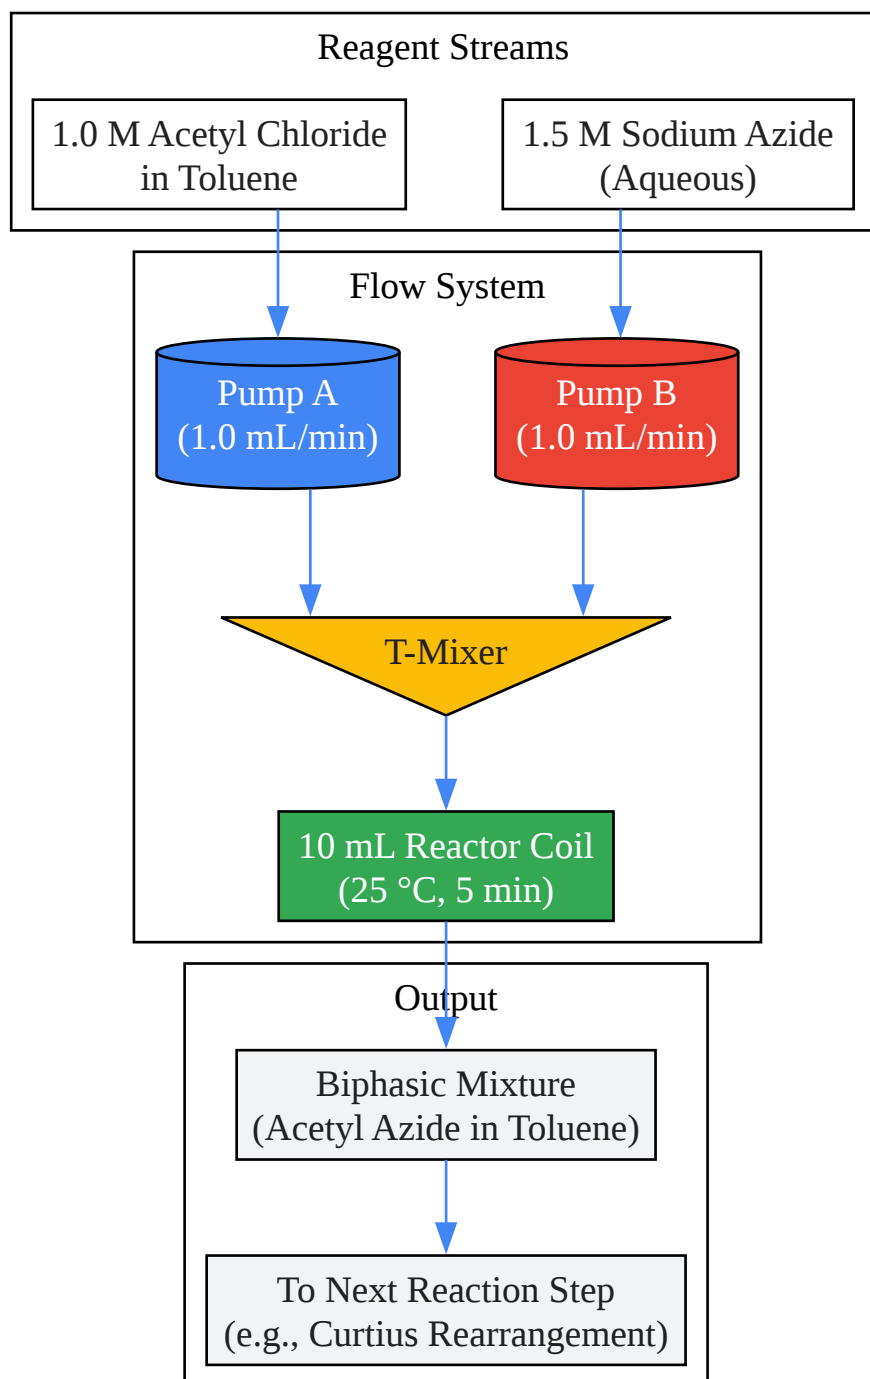 Reagent Streams
1.0 M Acetyl Chloride
in Toluene
1.5 M Sodium Azide
(Aqueous)
Flow System
Pump A
(1.0 mL/min)
Pump B
(1.0 mL/min)
T-Mixer
10 mL Reactor Coil
(25 °C, 5 min)
Output
Biphasic Mixture
(Acetyl Azide in Toluene)
To Next Reaction Step
(e.g., Curtius Rearrangement)